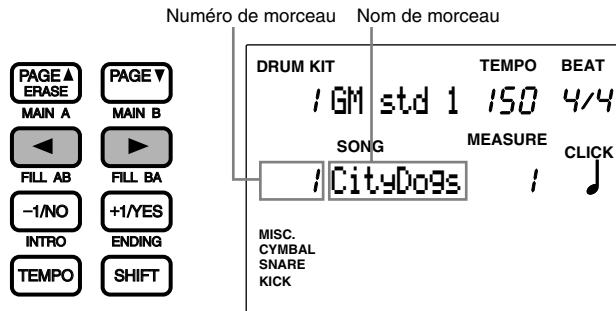 Numéro de morceau Nom de morceau
PAGE▲ ERASE PAGE▼
MAIN A MAIN B
◀ ▶
FILL AB FILL BA
−1/NO +1/YES
INTRO ENDING
TEMPO SHIFT
DRUM KIT TEMPO BEAT
1 GM std 1 150 4/4
SONG MEASURE CLICK
1 CityDogs 1 ♩
MISC.
CYMBAL
SNARE
KICK